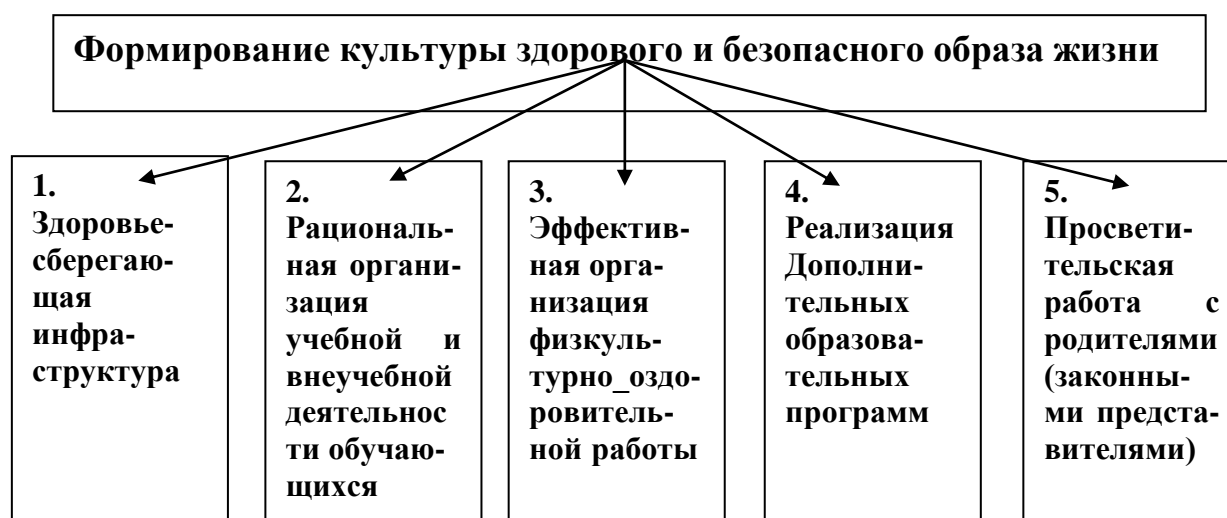 Формирование культуры здорового и безопасного образа жизни
1.
Здоровье-
сберегаю-
щая
инфра-
структура
2.
Рациональ-
ная органи-
зация
учебной и
внеучебной
деятельнос
ти обучаю-
щихся
3.
Эффектив-
ная орга-
низация
физкуль-
турно_оздо-
ровитель-
ной работы
4.
Реализация
Дополни-
тельных
образова-
тельных
программ
5.
Просвети-
тельская
работа с
родителями
(законны-
ми предста-
вителями)